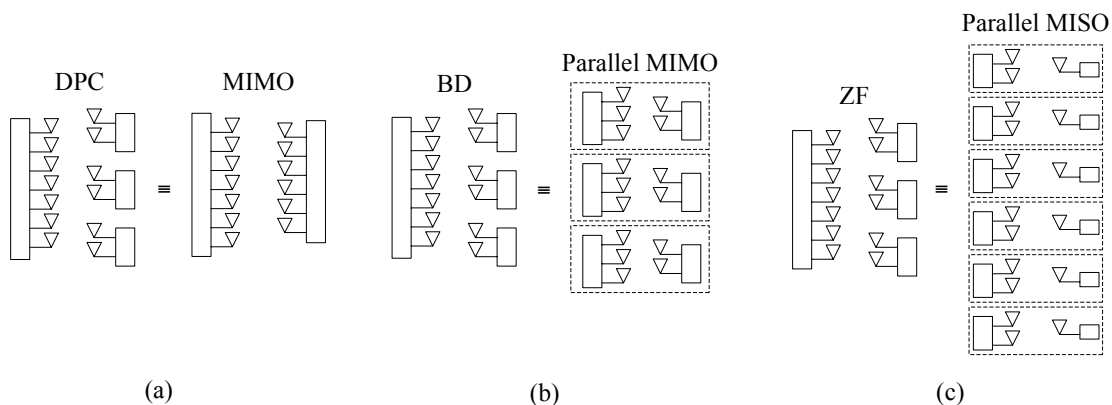 DPC
MIMO
≡
(a)
BD
Parallel MIMO
≡
(b)
ZF
Parallel MISO
≡
(c)